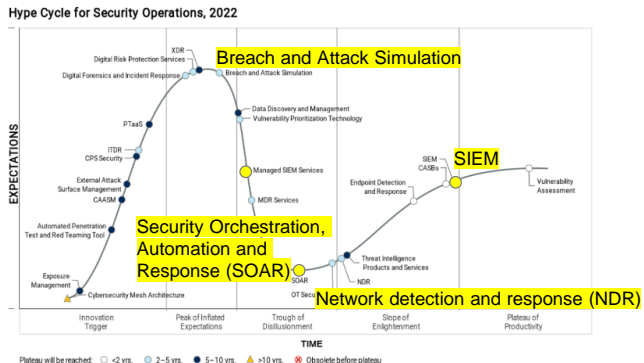 Hype Cycle for Security Operations, 2022
XDR
Digital Risk Protection Services
Digital Forensics and Incident Response
Breach and Attack Simulation
Breach and Attack Simulation
PTaaS
Data Discovery and Management
Vulnerability Prioritization Technology
ITDR
CPS Security
External Attack
Surface Management
CAASM
Automated Penetration
Test and Red Teaming Tool
Exposure
Management
Cybersecurity Mesh Architecture
Managed SIEM Services
MDR Services
Security Orchestration,
Automation and
Response (SOAR)
SOAR
OT Secu
Network detection and response (NDR)
NDR
Threat Intelligence
Products and Services
Endpoint Detection
and Response
SIEM
CASBs
SIEM
Vulnerability
Assessment
EXPECTATIONS
Innovation
Trigger
Peak of Inflated
Expectations
Trough of
Disillusionment
Slope of
Enlightenment
Plateau of
Productivity
TIME
Plateau will be reached: <2 yrs. 2–5 yrs. 5–10 yrs. >10 yrs. Obsolete before plateau